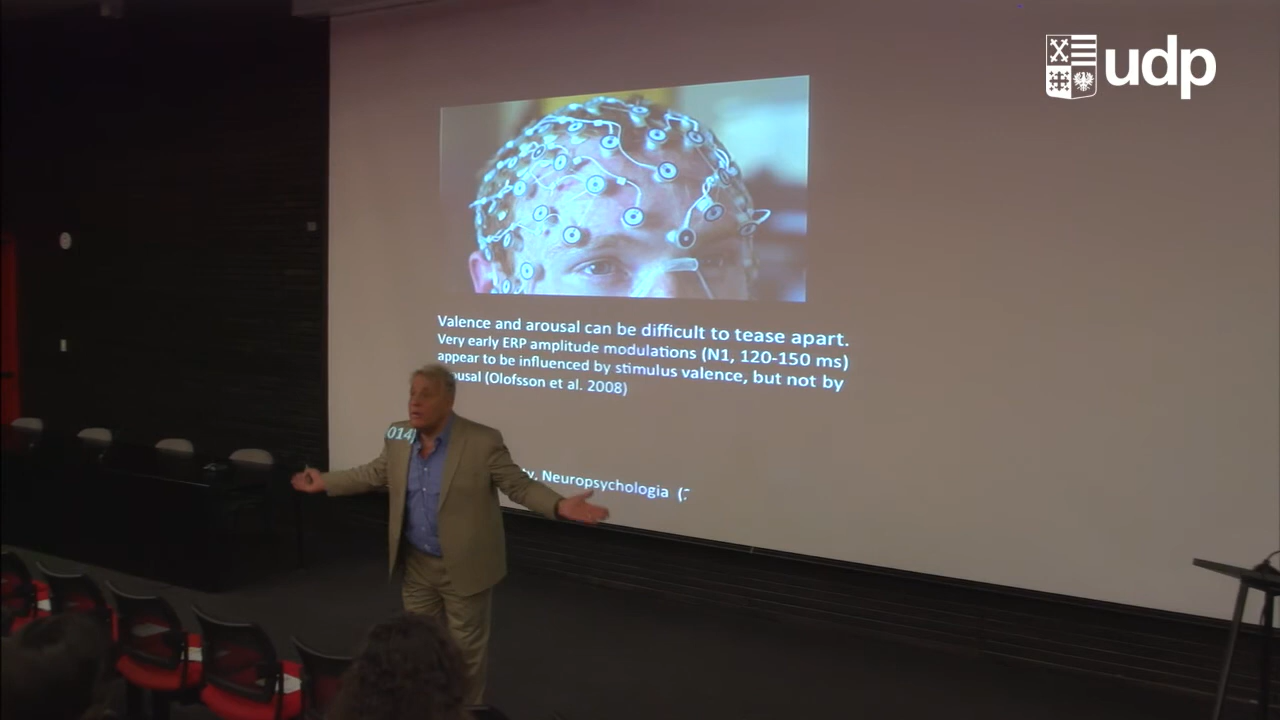 udp
Valence and arousal can be difficult to tease apart.
Very early ERP amplitude modulations (N1, 120-150 ms)
appear to be influenced by stimulus valence, but not by
ousal (Olofsson et al. 2008)
014)
, Neuropsychologia (